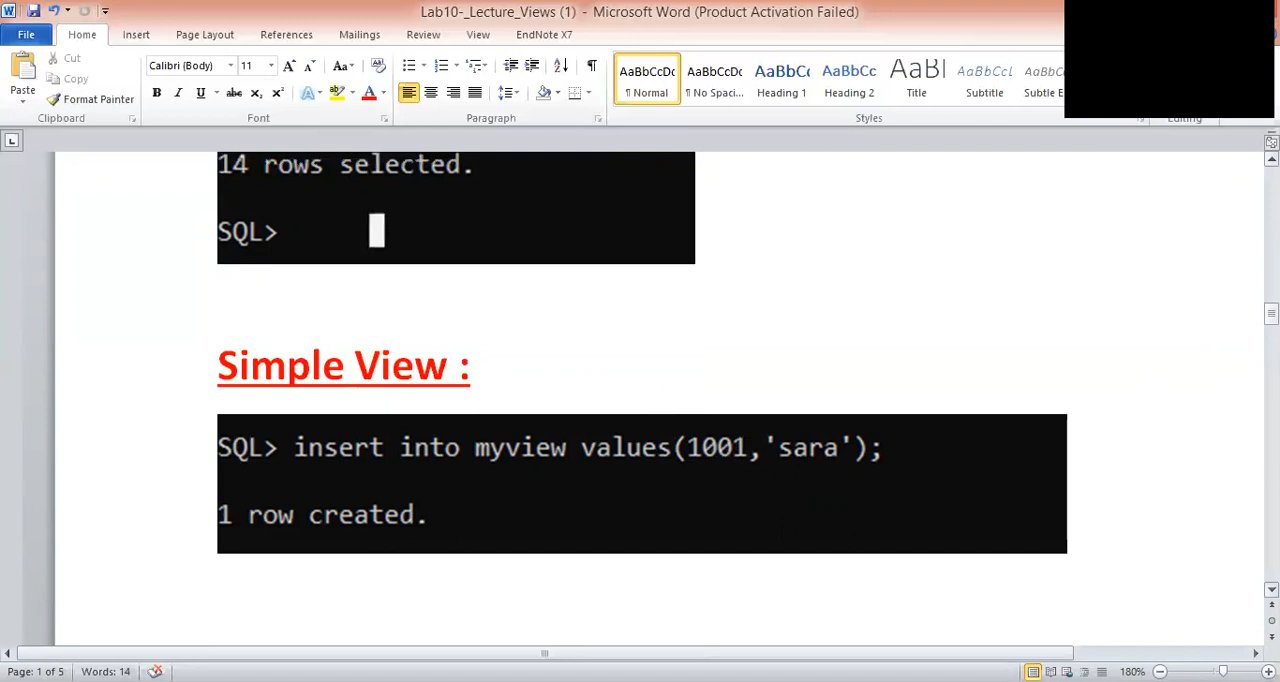 Lab10-_Lecture_Views (1) - Microsoft Word (Product Activation Failed)
File Home Insert Page Layout References Mailings Review View EndNote X7
Cut
Copy
Format Painter
Paste
Calibri (Body) 11
AaBbCcDc AaBbCcDc AaBbCc AaBbCc AaBl AaBbCcL AaBbCc
¶ Normal ¶ No Spaci... Heading 1 Heading 2 Title Subtitle Subtle E
Clipboard Font Paragraph Styles Editing
14 rows selected.
SQL>
Simple View :
SQL> insert into myview values(1001,'sara');
1 row created.
Page: 1 of 5 Words: 14 180%